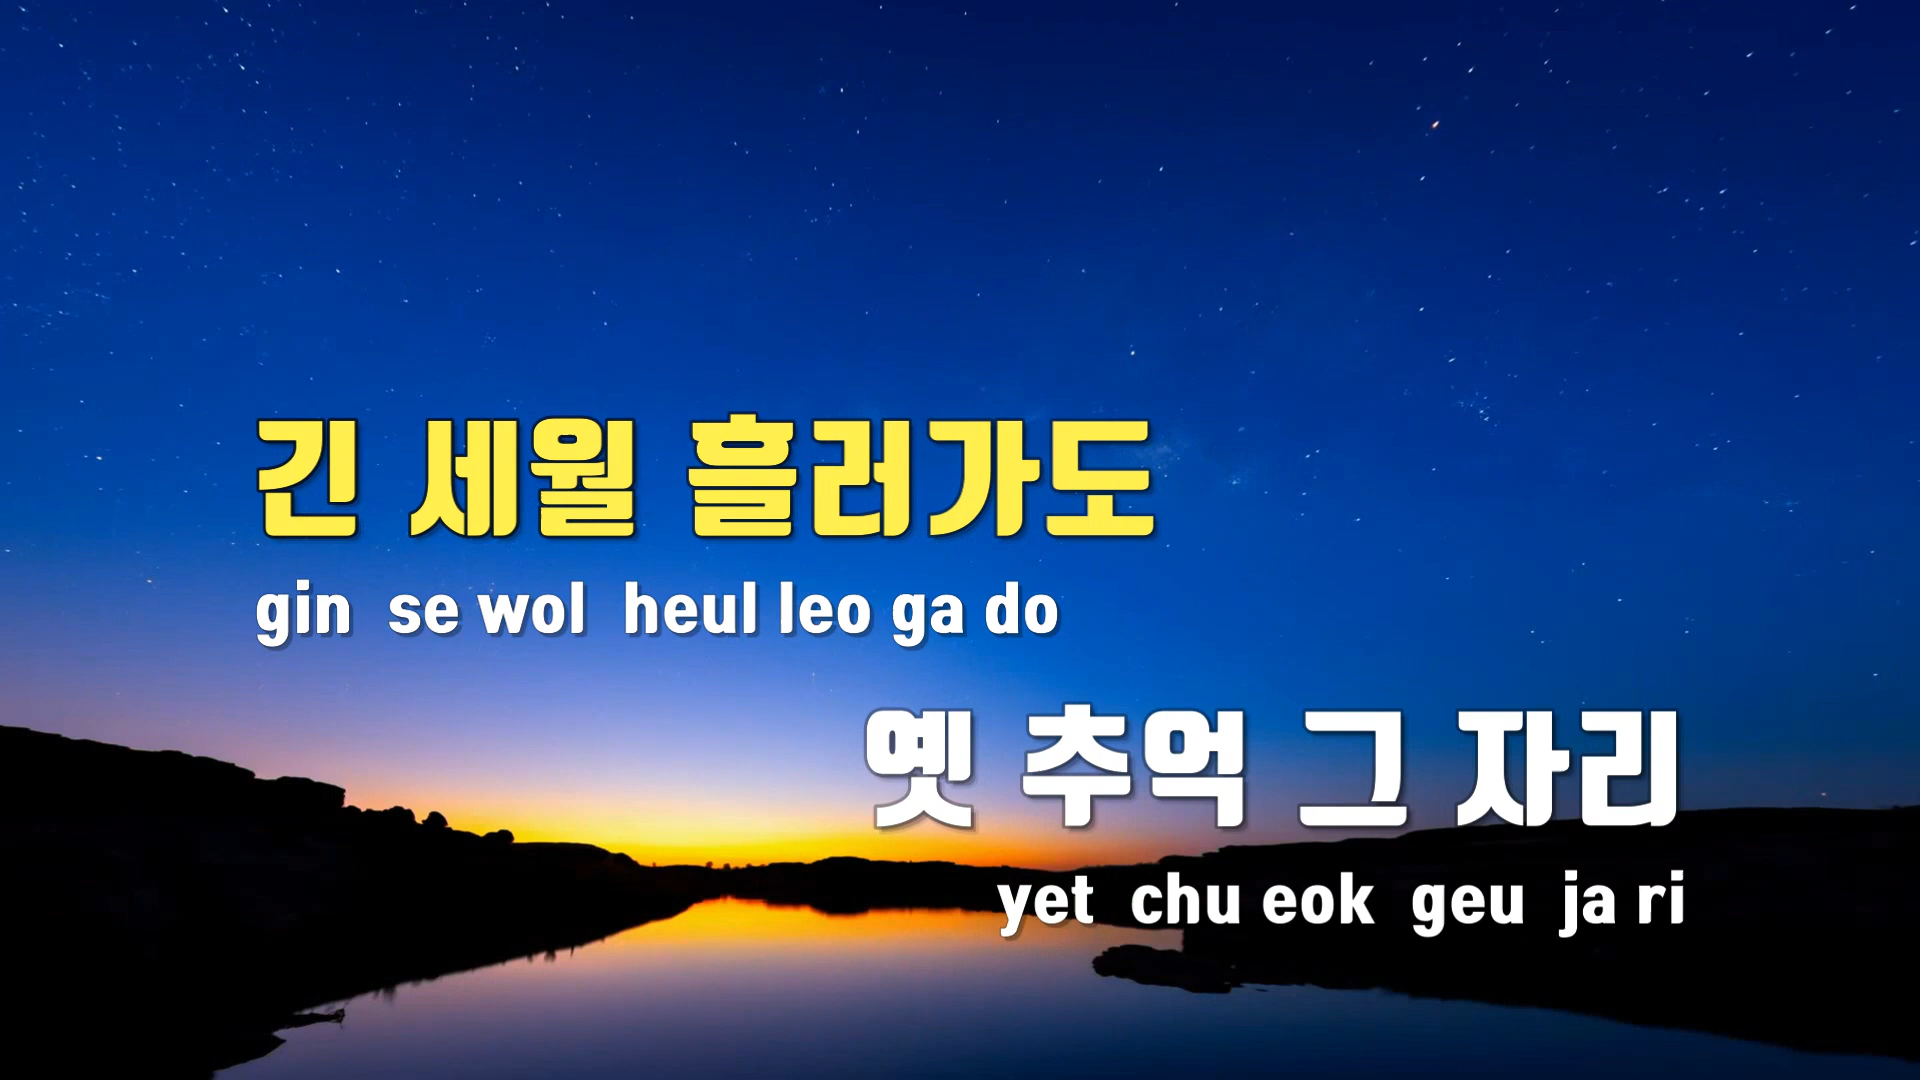 긴 세월 흘러가도
gin se wol heul leo ga do
옛 추억 그 자리
yet chu eok geu ja ri